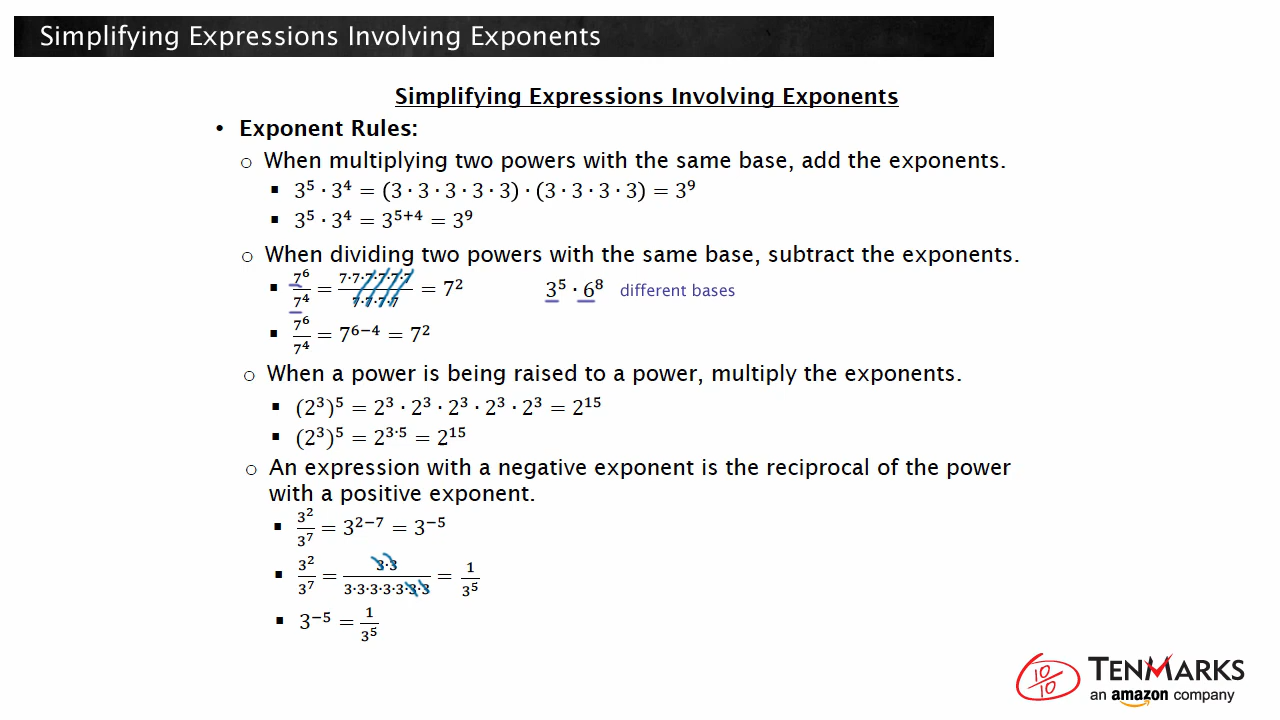 Simplifying Expressions Involving Exponents
Simplifying Expressions Involving Exponents
• Exponent Rules:
o When multiplying two powers with the same base, add the exponents.
▪ 3⁵ · 3⁴ = (3 · 3 · 3 · 3 · 3) · (3 · 3 · 3 · 3) = 3⁹
▪ 3⁵ · 3⁴ = 3⁵⁺⁴ = 3⁹
o When dividing two powers with the same base, subtract the exponents.
▪ 7⁶/7⁴ = 7·7·7·7·7·7/7·7·7·7 = 7² 3⁵ · 6⁸ different bases
▪ 7⁶/7⁴ = 7⁶⁻⁴ = 7²
o When a power is being raised to a power, multiply the exponents.
▪ (2³)⁵ = 2³ · 2³ · 2³ · 2³ · 2³ = 2¹⁵
▪ (2³)⁵ = 2³·⁵ = 2¹⁵
o An expression with a negative exponent is the reciprocal of the power
with a positive exponent.
▪ 3²/3⁷ = 3²⁻⁷ = 3⁻⁵
▪ 3²/3⁷ = 3·3/3·3·3·3·3·3·3 = 1/3⁵
▪ 3⁻⁵ = 1/3⁵
10/10 TENMARKS
an amazon company